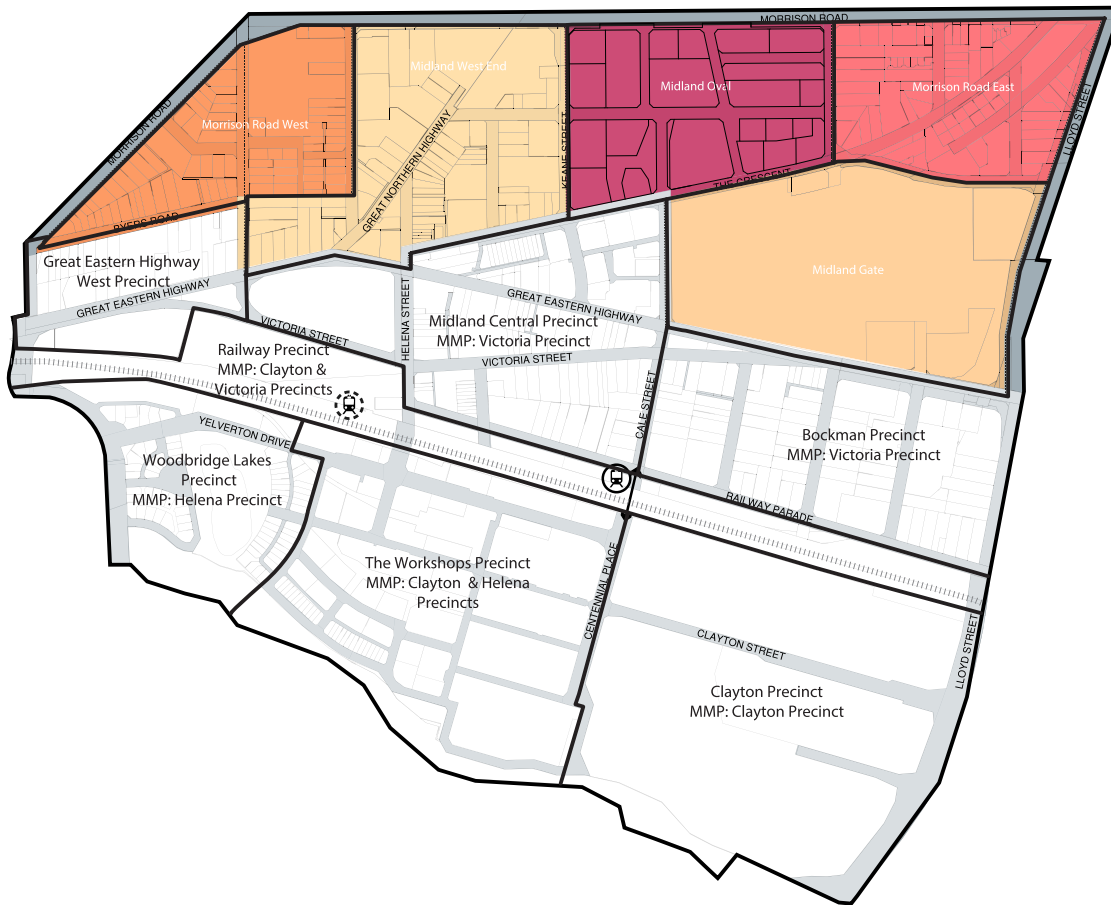 MORRISON ROAD
Midland West End
Midland Oval
Morrison Road East
MORRISON ROAD
Morrison Road West
LLOYD STREET
KEANE STREET
GREAT NORTHERN HIGHWAY
THE CRESCENT
BYERS ROAD
Great Eastern Highway
West Precinct
Midland Gate
GREAT EASTERN HIGHWAY
GREAT EASTERN HIGHWAY
HELENA STREET
VICTORIA STREET
Midland Central Precinct
MMP: Victoria Precinct
VICTORIA STREET
Railway Precinct
MMP: Clayton &
Victoria Precincts
CALE STREET
YELVERTON DRIVE
Bockman Precinct
MMP: Victoria Precinct
Woodbridge Lakes
Precinct
MMP: Helena Precinct
RAILWAY PARADE
The Workshops Precinct
MMP: Clayton & Helena
Precincts
CENTENNIAL PLACE
CLAYTON STREET
LLOYD STREET
Clayton Precinct
MMP: Clayton Precinct